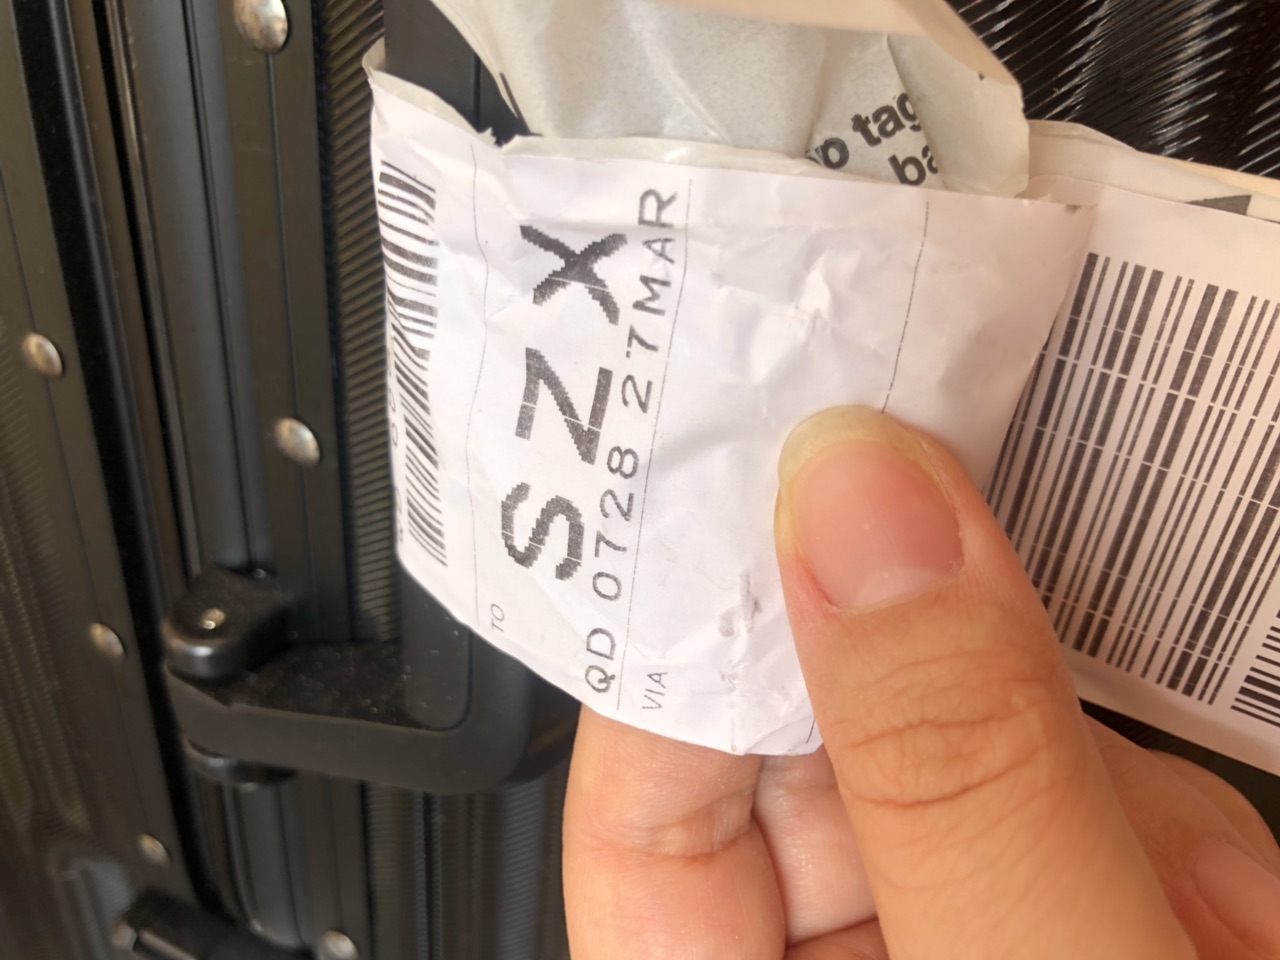 o tag
ba
TO
SZX
QD 0728 27MAR
VIA